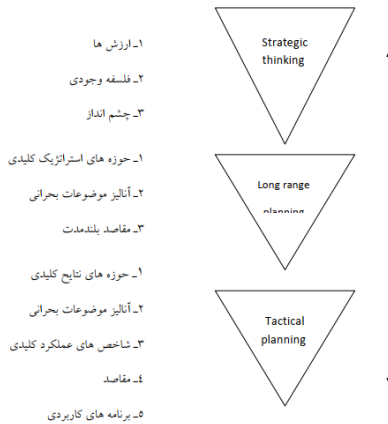 ۱ـ ارزش ها
۲ـ فلسفه وجودی
۳ـ چشم انداز
Strategic
thinking
۱ـ حوزه های استراتژیک کلیدی
۲ـ آنالیز موضوعات بحرانی
۳ـ مقاصد بلندمدت
Long range
planning
۱ـ حوزه های نتایج کلیدی
۲ـ آنالیز موضوعات بحرانی
۳ـ شاخص های عملکرد کلیدی
٤ـ مقاصد
۵ـ برنامه های کاربردی
Tactical
planning